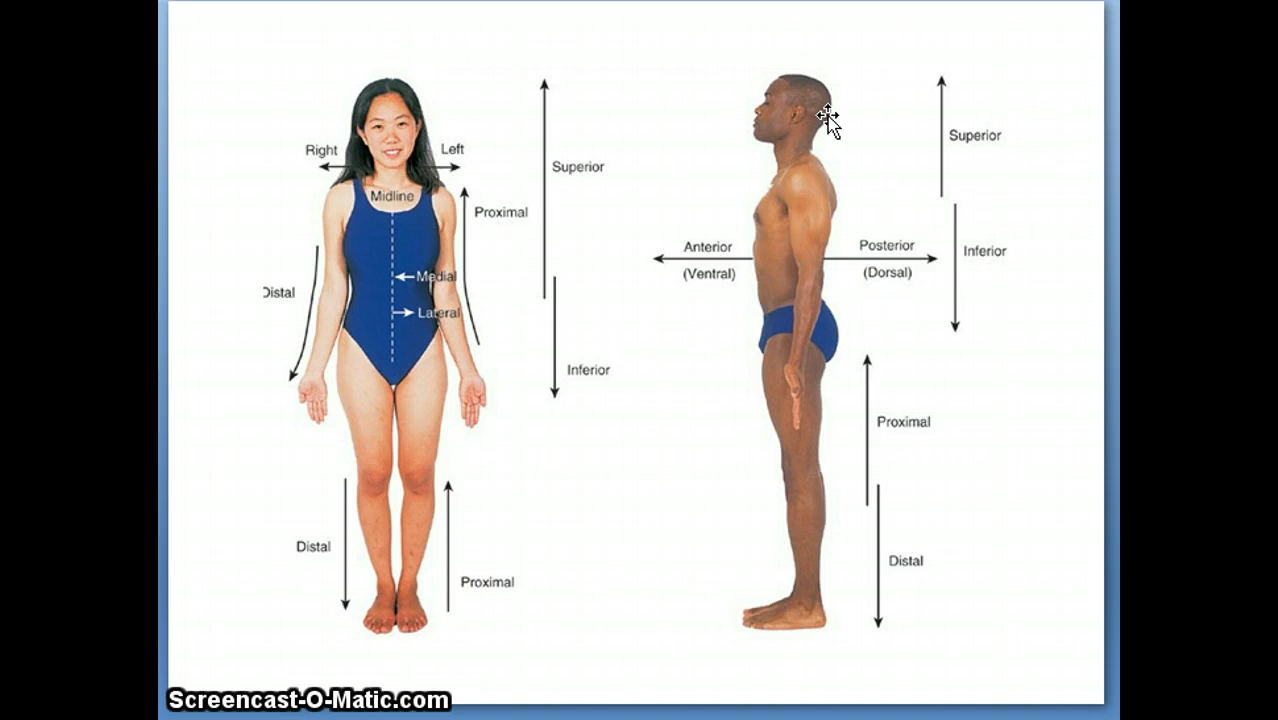 Right
Left
Midline
Proximal
Medial
Distal
Lateral
Superior
Inferior
Distal
Proximal
Anterior
(Ventral)
Posterior
(Dorsal)
Superior
Inferior
Proximal
Distal
Screencast-O-Matic.com